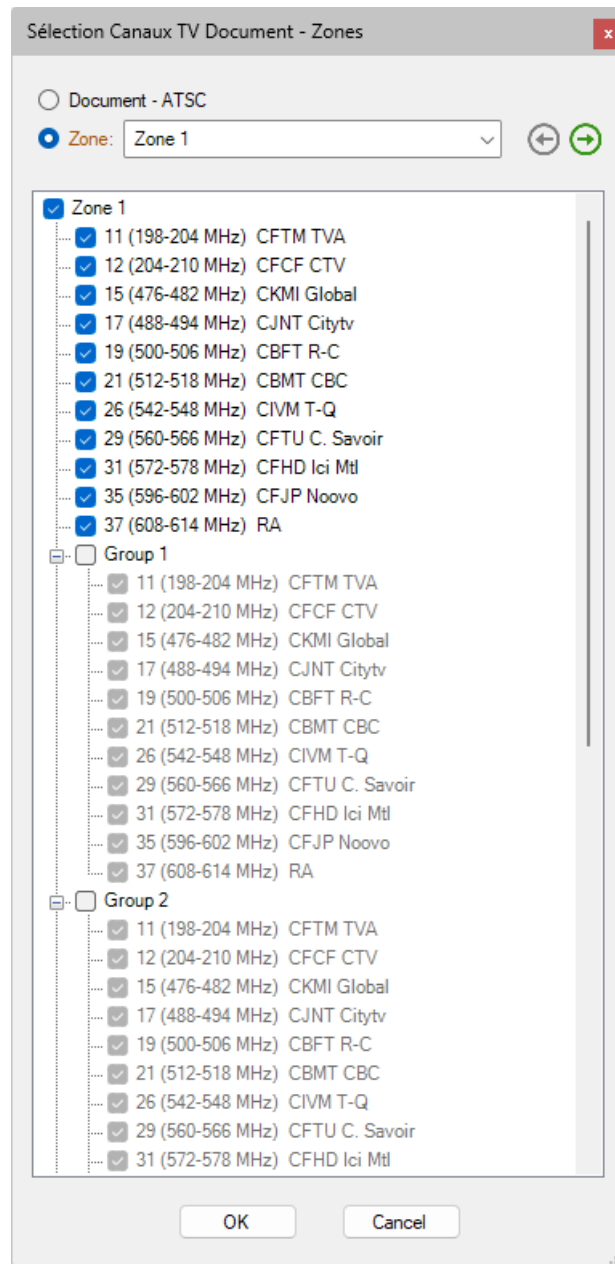 Sélection Canaux TV Document - Zones
x
Document - ATSC
Zone: Zone 1
Zone 1
11 (198-204 MHz) CFTM TVA
12 (204-210 MHz) CFCF CTV
15 (476-482 MHz) CKMI Global
17 (488-494 MHz) CJNT Citytv
19 (500-506 MHz) CBFT R-C
21 (512-518 MHz) CBMT CBC
26 (542-548 MHz) CIVM T-Q
29 (560-566 MHz) CFTU C. Savoir
31 (572-578 MHz) CFHD Ici Mtl
35 (596-602 MHz) CFJP Noovo
37 (608-614 MHz) RA
Group 1
11 (198-204 MHz) CFTM TVA
12 (204-210 MHz) CFCF CTV
15 (476-482 MHz) CKMI Global
17 (488-494 MHz) CJNT Citytv
19 (500-506 MHz) CBFT R-C
21 (512-518 MHz) CBMT CBC
26 (542-548 MHz) CIVM T-Q
29 (560-566 MHz) CFTU C. Savoir
31 (572-578 MHz) CFHD Ici Mtl
35 (596-602 MHz) CFJP Noovo
37 (608-614 MHz) RA
Group 2
11 (198-204 MHz) CFTM TVA
12 (204-210 MHz) CFCF CTV
15 (476-482 MHz) CKMI Global
17 (488-494 MHz) CJNT Citytv
19 (500-506 MHz) CBFT R-C
21 (512-518 MHz) CBMT CBC
26 (542-548 MHz) CIVM T-Q
29 (560-566 MHz) CFTU C. Savoir
31 (572-578 MHz) CFHD Ici Mtl
OK Cancel